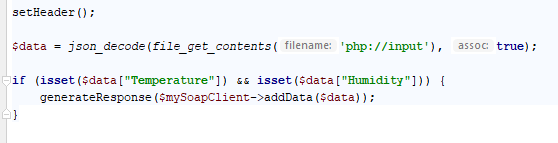 setHeader();
$data = json_decode(file_get_contents( filename: 'php://input'), assoc: true);
if (isset($data["Temperature"]) && isset($data["Humidity"])) {
generateResponse($mySoapClient->addData($data));
}